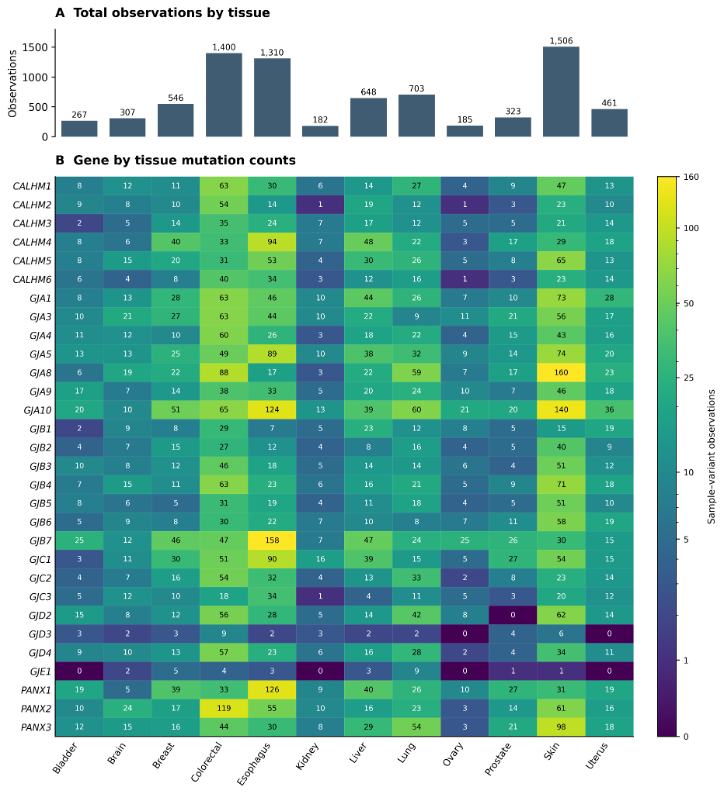 A Total observations by tissue
Observations
1500
1000
500
0
267 307 546 1,400 1,310 182 648 703 185 323 1,506 461
B Gene by tissue mutation counts
CALHM1 8 12 11 63 30 6 14 27 4 9 47 13
CALHM2 9 8 10 54 14 1 19 12 1 3 23 10
CALHM3 2 5 14 35 24 7 17 12 5 5 21 14
CALHM4 8 6 40 33 94 7 48 22 3 17 29 18
CALHM5 8 15 20 31 53 4 30 26 5 8 65 13
CALHM6 6 4 8 40 34 3 12 16 1 3 23 14
GJA1 8 13 28 63 46 10 44 26 7 10 73 28
GJA3 10 21 27 63 44 10 22 9 11 21 56 17
GJA4 11 12 10 60 26 3 18 22 4 15 43 16
GJA5 13 13 25 49 89 10 38 32 9 14 74 20
GJA8 6 19 22 88 17 3 22 59 7 17 160 23
GJA9 17 7 14 38 33 5 20 24 7 10 46 18
GJA10 20 10 51 65 124 13 39 60 21 20 140 36
GJB1 2 9 8 29 7 5 23 12 8 5 15 19
GJB2 4 7 15 27 12 4 8 16 4 5 40 9
GJB3 10 8 12 46 18 5 14 14 6 4 51 12
GJB4 7 15 11 63 23 6 16 21 5 9 71 18
GJB5 8 6 5 31 19 4 11 18 4 5 51 10
GJB6 5 9 8 30 22 7 10 8 7 11 58 19
GJB7 25 12 46 47 158 7 47 24 25 26 30 15
GJC1 3 11 30 51 90 16 39 15 5 27 54 15
GJC2 4 7 16 54 32 4 13 33 2 8 23 14
GJC3 5 12 10 18 34 1 4 11 5 3 20 12
GJD2 15 8 12 56 28 5 14 42 8 0 62 14
GJD3 3 2 3 9 2 3 2 2 0 4 6 0
GJD4 9 10 13 57 23 6 16 28 2 4 34 11
GJE1 0 2 5 4 3 0 3 9 0 1 1 0
PANX1 19 5 39 33 126 9 40 26 10 27 31 19
PANX2 10 24 17 119 55 10 16 23 3 14 61 16
PANX3 12 15 16 44 30 8 29 54 3 21 98 18
Bladder Brain Breast Colorectal Esophagus Kidney Liver Lung Ovary Prostate Skin Uterus
160
100
50
25
10
5
1
0
Sample–variant observations